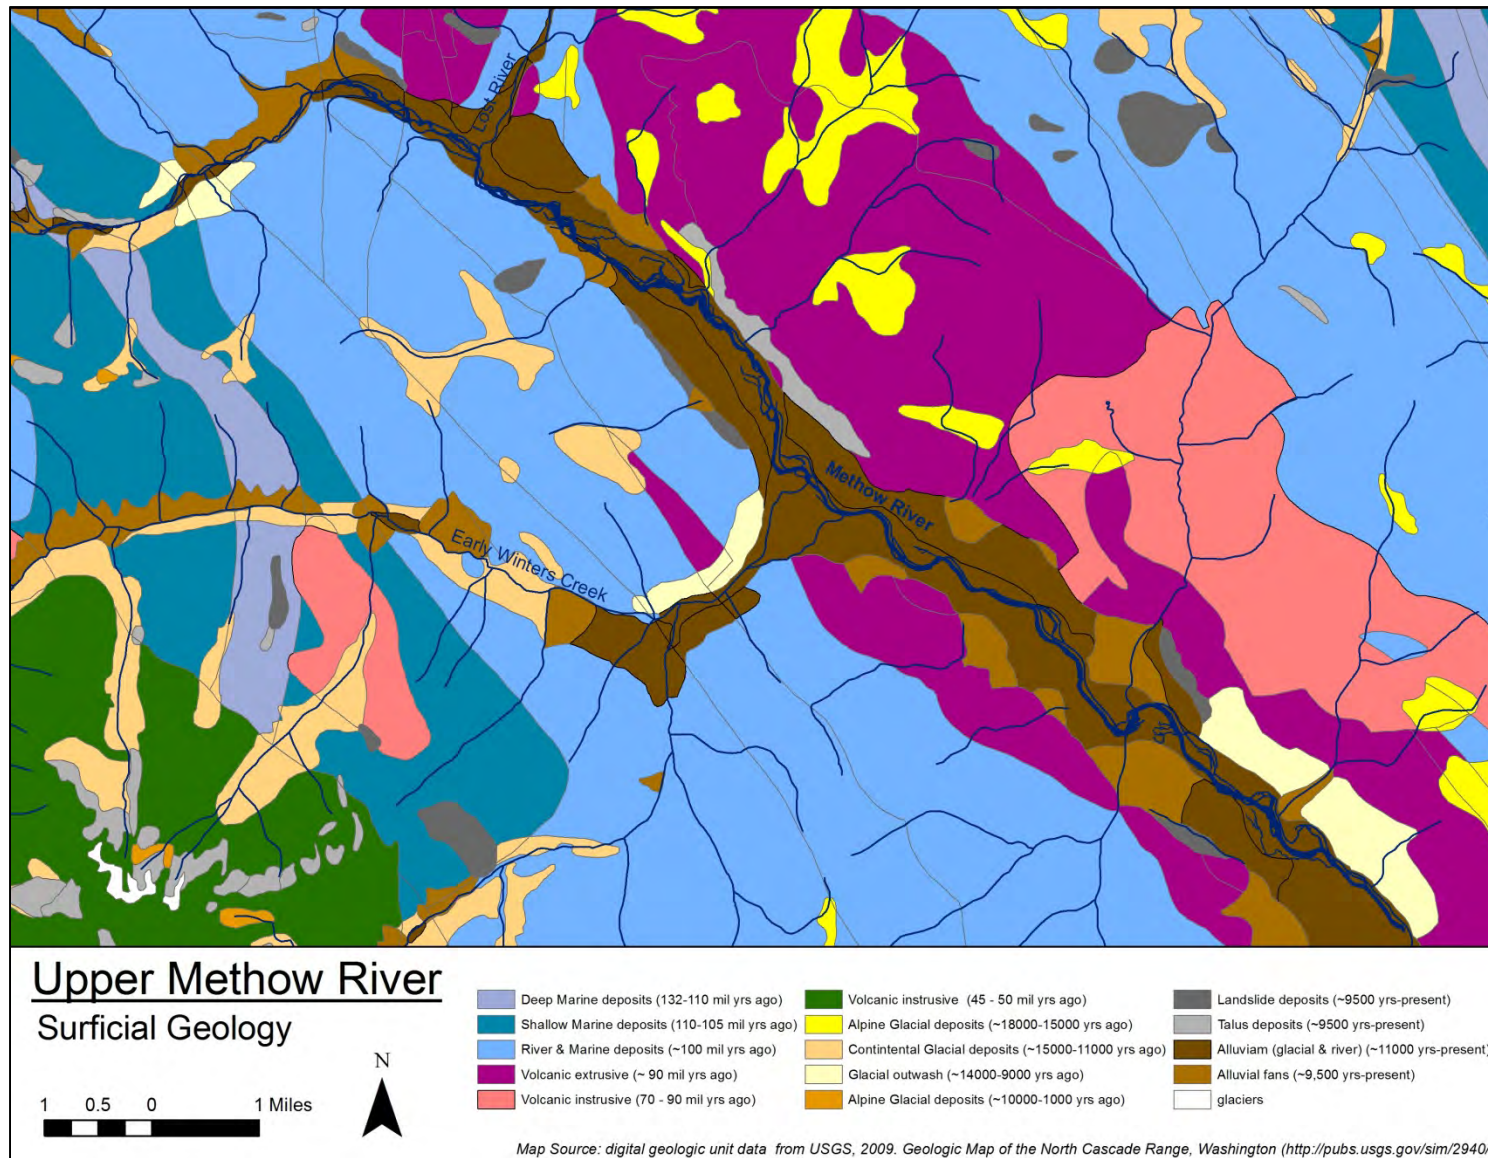 Lost River
Methow River
Early Winters Creek
Upper Methow River
Surficial Geology
N
1 0.5 0 1 Miles
Deep Marine deposits (132-110 mil yrs ago)
Shallow Marine deposits (110-105 mil yrs ago)
River & Marine deposits (~100 mil yrs ago)
Volcanic extrusive (~ 90 mil yrs ago)
Volcanic instrusive (70 - 90 mil yrs ago)
Volcanic instrusive (45 - 50 mil yrs ago)
Alpine Glacial deposits (~18000-15000 yrs ago)
Contintental Glacial deposits (~15000-11000 yrs ago)
Glacial outwash (~14000-9000 yrs ago)
Alpine Glacial deposits (~10000-1000 yrs ago)
Landslide deposits (~9500 yrs-present)
Talus deposits (~9500 yrs-present)
Alluviam (glacial & river) (~11000 yrs-present)
Alluvial fans (~9,500 yrs-present)
glaciers
Map Source: digital geologic unit data from USGS, 2009. Geologic Map of the North Cascade Range, Washington (http://pubs.usgs.gov/sim/2940/